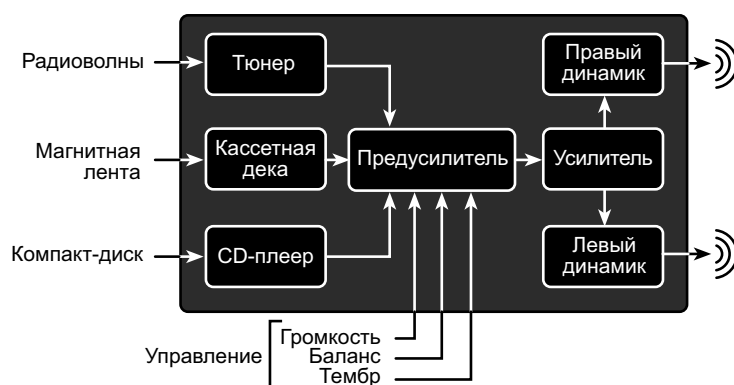 Радиоволны
Тюнер
Правый
динамик
Магнитная
лента
Кассетная
дека
Предусилитель
Усилитель
Компакт-диск
CD-плеер
Левый
динамик
Управление
Громкость
Баланс
Тембр